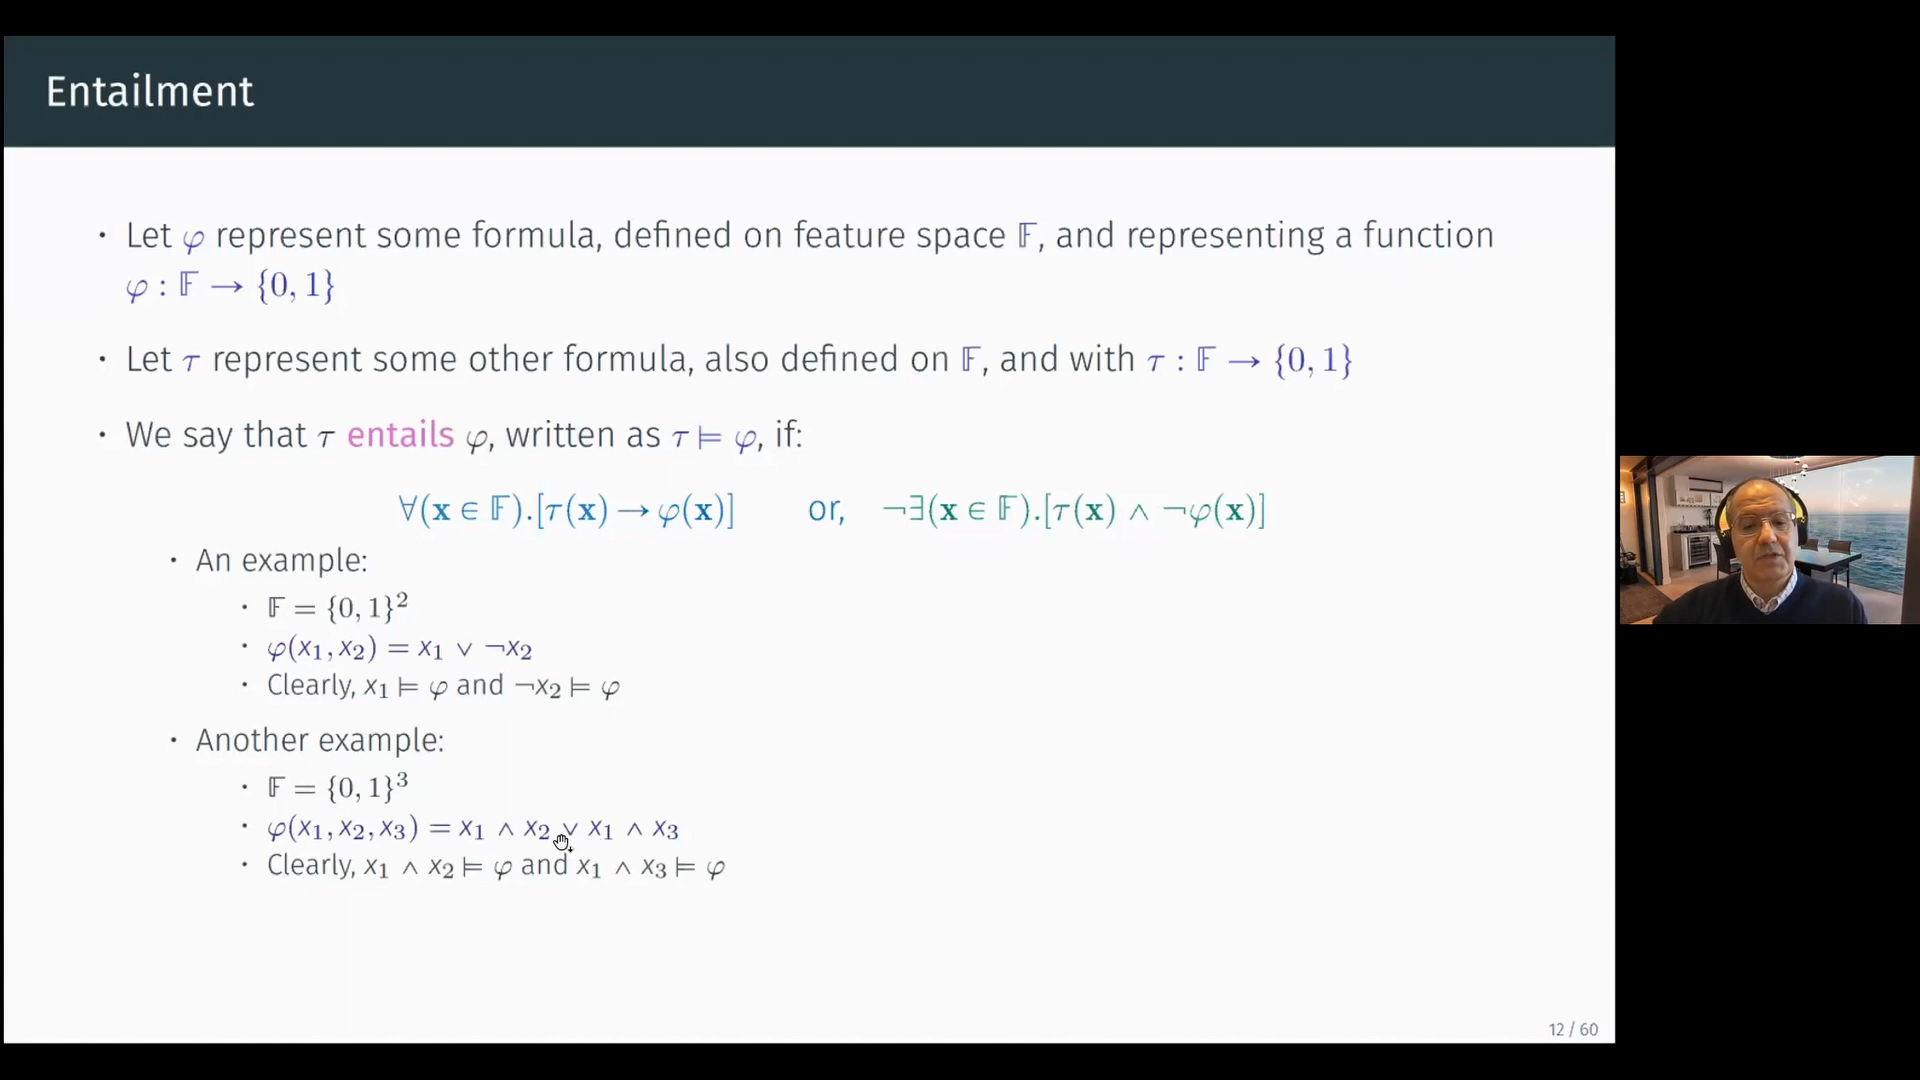 Entailment
· Let φ represent some formula, defined on feature space 𝔽, and representing a function
φ : 𝔽 → {0, 1}
· Let τ represent some other formula, also defined on 𝔽, and with τ : 𝔽 → {0, 1}
· We say that τ entails φ, written as τ ⊨ φ, if:
∀(x ∈ 𝔽).[τ(x) → φ(x)] or, ¬∃(x ∈ 𝔽).[τ(x) ∧ ¬φ(x)]
· An example:
· 𝔽 = {0, 1}²
· φ(x₁, x₂) = x₁ ∨ ¬x₂
· Clearly, x₁ ⊨ φ and ¬x₂ ⊨ φ
· Another example:
· 𝔽 = {0, 1}³
· φ(x₁, x₂, x₃) = x₁ ∧ x₂ ∨ x₁ ∧ x₃
· Clearly, x₁ ∧ x₂ ⊨ φ and x₁ ∧ x₃ ⊨ φ
12 / 60